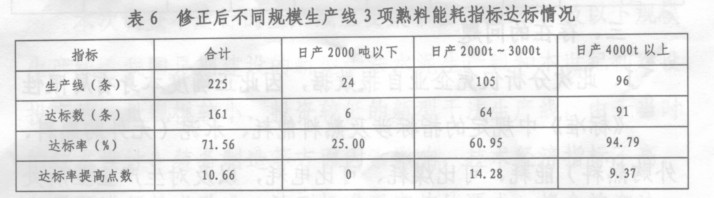 表 6 修正后不同规模生产线 3 项熟料能耗指标达标情况
指标 合计 日产 2000 吨以下 日产 2000t～3000t 日产 4000t 以上
生产线（条） 225 24 105 96
达标数（条） 161 6 64 91
达标率（%） 71.56 25.00 60.95 94.79
达标率提高点数 10.66 0 14.28 9.37